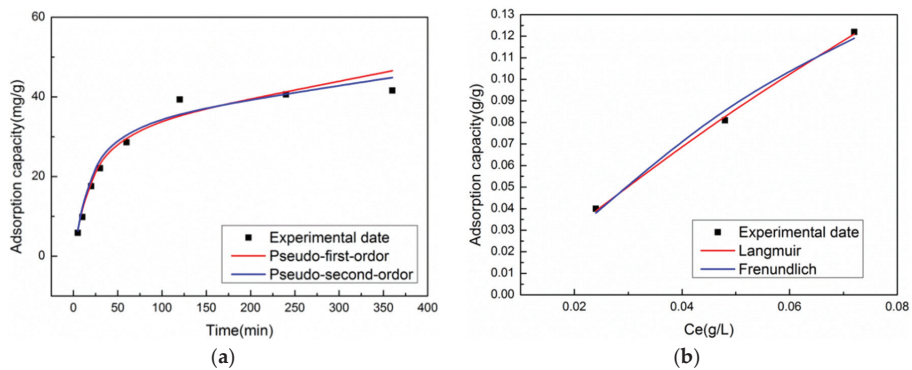 60
40
20
0
Adsorption capacity(mg/g)
Experimental date
Pseudo-first-ordor
Pseudo-second-ordor
0 50 100 150 200 250 300 350 400
Time(min)
(a)
0.13
0.12
0.11
0.10
0.09
0.08
0.07
0.06
0.05
0.04
0.03
0.02
0.01
0.00
Adsorption capacity(g/g)
Experimental date
Langmuir
Frenundlich
0.02 0.04 0.06 0.08
Ce(g/L)
(b)